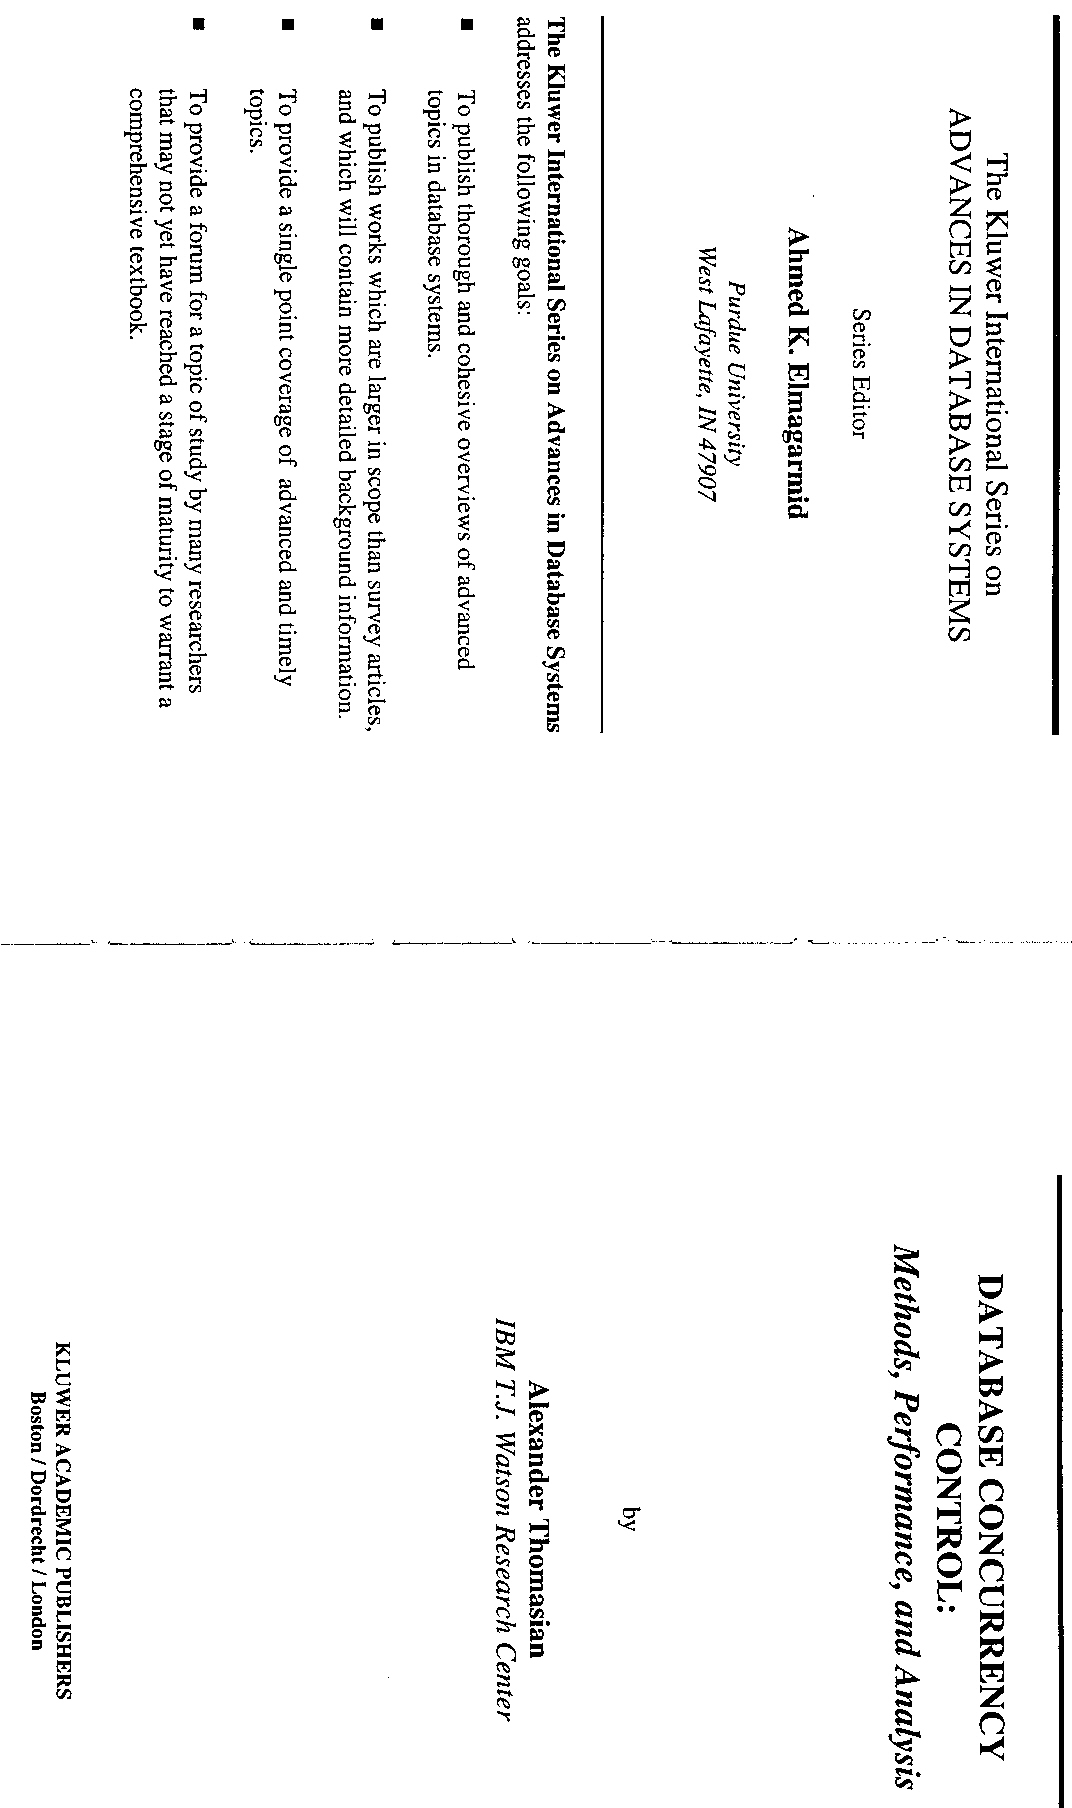 The Kluwer International Series on
ADVANCES IN DATABASE SYSTEMS
Series Editor
Ahmed K. Elmagarmid
Purdue University
West Lafayette, IN 47907
The Kluwer International Series on Advances in Database Systems
addresses the following goals:
■ To publish thorough and cohesive overviews of advanced
topics in database systems.
■ To publish works which are larger in scope than survey articles,
and which will contain more detailed background information.
■ To provide a single point coverage of advanced and timely
topics.
■ To provide a forum for a topic of study by many researchers
that may not yet have reached a stage of maturity to warrant a
comprehensive textbook.
DATABASE CONCURRENCY
CONTROL:
Methods, Performance, and Analysis
by
Alexander Thomasian
IBM T.J. Watson Research Center
KLUWER ACADEMIC PUBLISHERS
Boston / Dordrecht / London